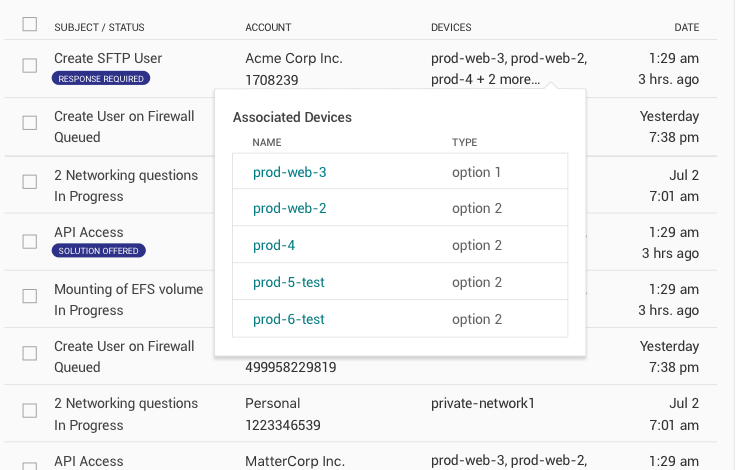 SUBJECT / STATUS ACCOUNT DEVICES DATE
Create SFTP User Acme Corp Inc. prod-web-3, prod-web-2, 1:29 am
RESPONSE REQUIRED 1708239 prod-4 + 2 more... 3 hrs. ago
Create User on Firewall Yesterday
Queued 7:38 pm
2 Networking questions Jul 2
In Progress 7:01 am
API Access 1:29 am
SOLUTION OFFERED 3 hrs ago
Mounting of EFS volume 1:29 am
In Progress 3 hrs. ago
Create User on Firewall Yesterday
Queued 499958229819 7:38 pm
2 Networking questions Personal private-network1 Jul 2
In Progress 1223346539 7:01 am
API Access MatterCorp Inc. prod-web-3, prod-web-2, 1:29 am
Associated Devices
NAME TYPE
prod-web-3 option 1
prod-web-2 option 2
prod-4 option 2
prod-5-test option 2
prod-6-test option 2